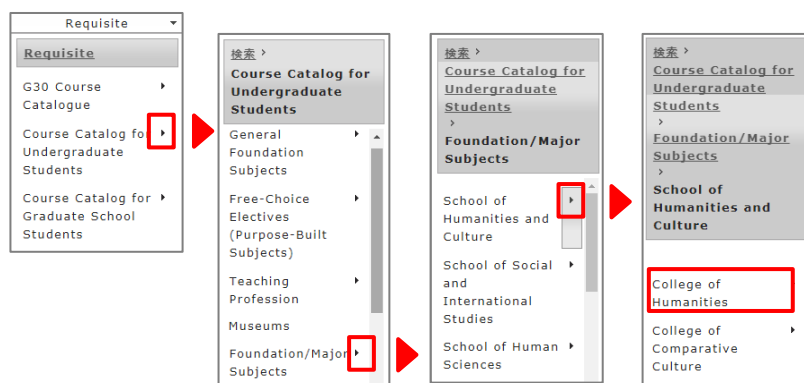 Requisite
Requisite
G30 Course
Catalogue
Course Catalog for
Undergraduate
Students
Course Catalog for
Graduate School
Students
検索 >
Course Catalog for
Undergraduate
Students
General
Foundation
Subjects
Free-Choice
Electives
(Purpose-Built
Subjects)
Teaching
Profession
Museums
Foundation/Major
Subjects
検索 >
Course Catalog for
Undergraduate
Students
>
Foundation/Major
Subjects
School of
Humanities and
Culture
School of Social
and
International
Studies
School of Human
Sciences
検索 >
Course Catalog for
Undergraduate
Students
>
Foundation/Major
Subjects
>
School of
Humanities and
Culture
College of
Humanities
College of
Comparative
Culture